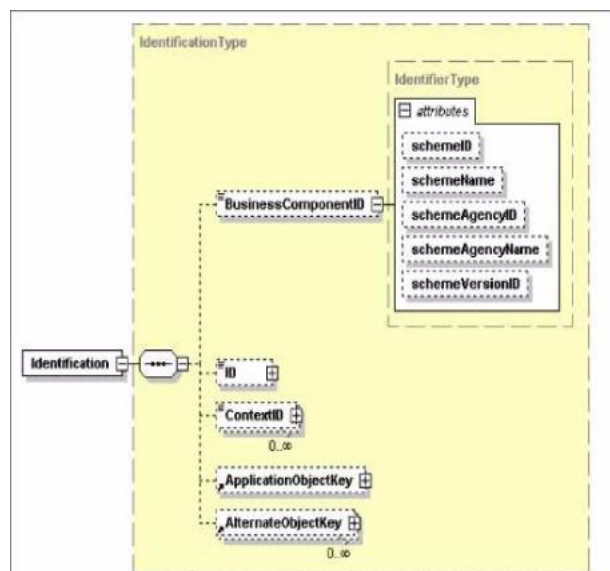 IdentificationType
IdentifierType
attributes
schemeID
schemeName
BusinessComponentID
schemeAgencyID
schemeAgencyName
schemeVersionID
Identification
ID
ContextID
0..∞
ApplicationObjectKey
AlternateObjectKey
0..∞